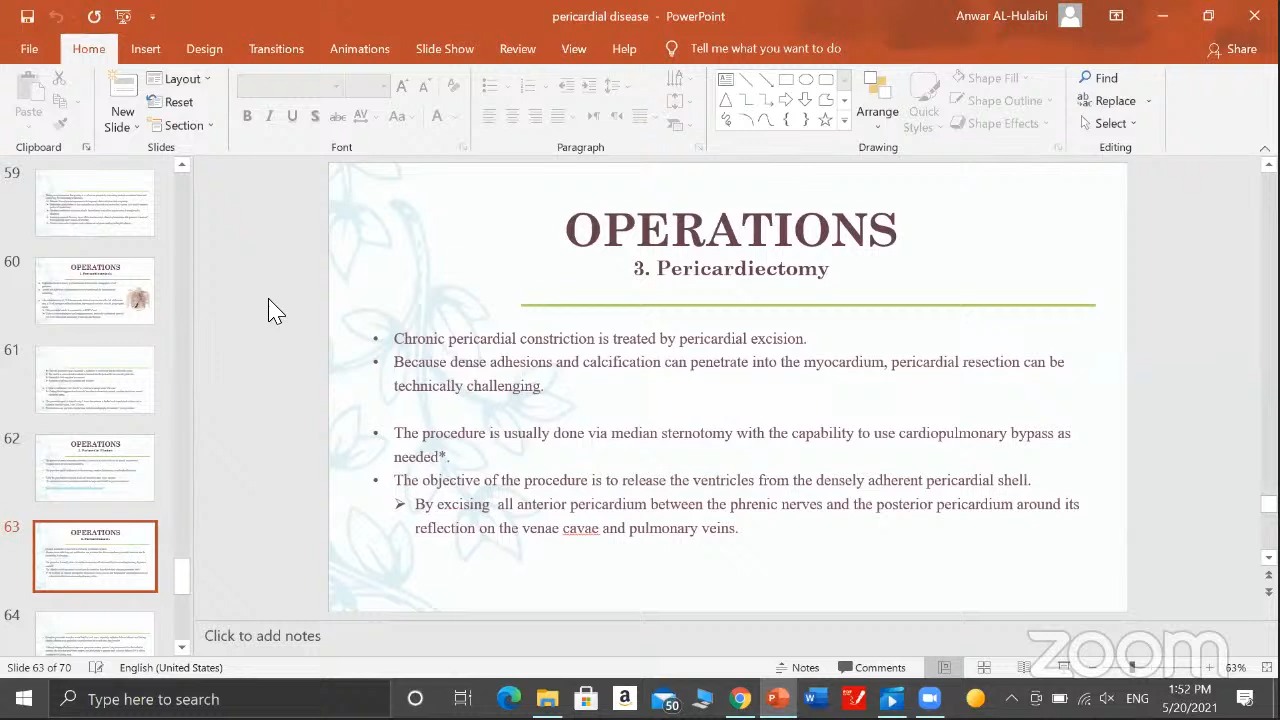 pericardial disease - PowerPoint
Anwar AL-Hulaibi
File Home Insert Design Transitions Animations Slide Show Review View Help Tell me what you want to do Share
Paste
Clipboard
New Slide
Layout
Reset
Section
Slides
Font
Paragraph
Arrange
Quick Styles
Shape Fill
Shape Outline
Shape Effects
Drawing
Find
Replace
Select
Editing
59
60
OPERATIONS
61
62
OPERATIONS
63
OPERATIONS
64
OPERATIONS
3. Pericardiectomy
• Chronic pericardial constriction is treated by pericardial excision.
• Because dense adhesions and calcification can penetrate into the myocardium, pericardial resection can be
technically challenging.
• The procedure is usually done via median sternotomy with the capability to use cardiopulmonary bypass as
needed*.
• The objective of the procedure is to release the ventricles from the densely adherent pericardial shell.
➢ By excising all anterior pericardium between the phrenic nerves and the posterior pericardium around its
reflection on the venae cavae and pulmonary veins.
Click to add notes
zoom
Slide 63 of 70 English (United States) Notes Comments 63%
Type here to search
50
ENG
1:52 PM
5/20/2021